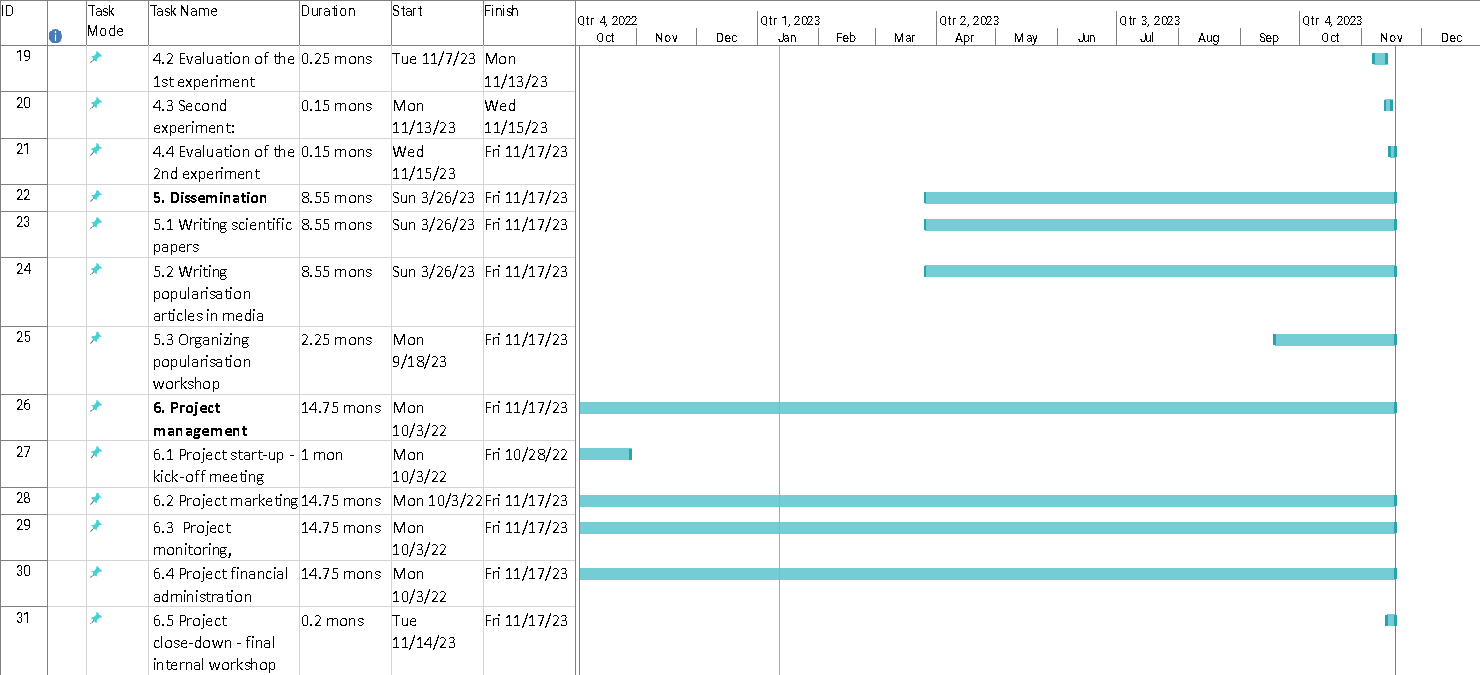 ID Task Mode Task Name Duration Start Finish
Qtr 4, 2022 Qtr 1, 2023 Qtr 2, 2023 Qtr 3, 2023 Qtr 4, 2023
Oct Nov Dec Jan Feb Mar Apr May Jun Jul Aug Sep Oct Nov Dec
19 4.2 Evaluation of the 0.25 mons Tue 11/7/23 Mon
1st experiment 11/13/23
20 4.3 Second 0.15 mons Mon Wed
experiment: 11/13/23 11/15/23
21 4.4 Evaluation of the 0.15 mons Wed Fri 11/17/23
2nd experiment 11/15/23
22 5. Dissemination 8.55 mons Sun 3/26/23 Fri 11/17/23
23 5.1 Writing scientific 8.55 mons Sun 3/26/23 Fri 11/17/23
papers
24 5.2 Writing 8.55 mons Sun 3/26/23 Fri 11/17/23
popularisation
articles in media
25 5.3 Organizing 2.25 mons Mon Fri 11/17/23
popularisation 9/18/23
workshop
26 6. Project 14.75 mons Mon Fri 11/17/23
management 10/3/22
27 6.1 Project start-up - 1 mon Mon Fri 10/28/22
kick-off meeting 10/3/22
28 6.2 Project marketing 14.75 mons Mon 10/3/22 Fri 11/17/23
29 6.3 Project 14.75 mons Mon Fri 11/17/23
monitoring, 10/3/22
30 6.4 Project financial 14.75 mons Mon Fri 11/17/23
administration 10/3/22
31 6.5 Project 0.2 mons Tue Fri 11/17/23
close-down - final 11/14/23
internal workshop